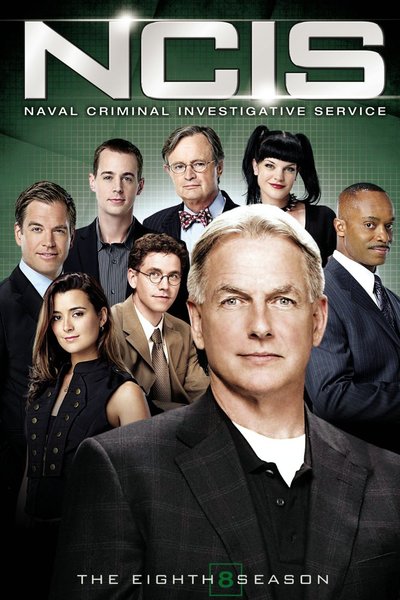 NCIS
NAVAL CRIMINAL INVESTIGATIVE SERVICE
THE EIGHTH 8 SEASON